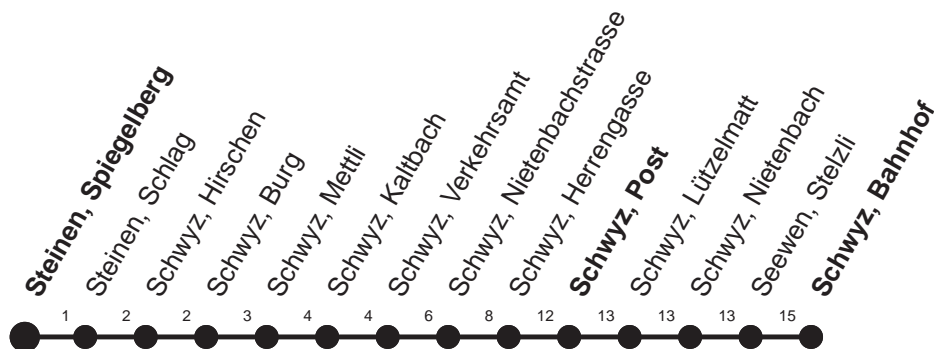 Steinen, Spiegelberg
Steinen, Schlag
Schwyz, Hirschen
Schwyz, Burg
Schwyz, Mettli
Schwyz, Kaltbach
Schwyz, Verkehrsamt
Schwyz, Nietenbachstrasse
Schwyz, Herrengasse
Schwyz, Post
Schwyz, Lützelmatt
Schwyz, Nietenbach
Seewen, Stelzli
Schwyz, Bahnhof
1 2 2 3 4 4 6 8 12 13 13 13 15